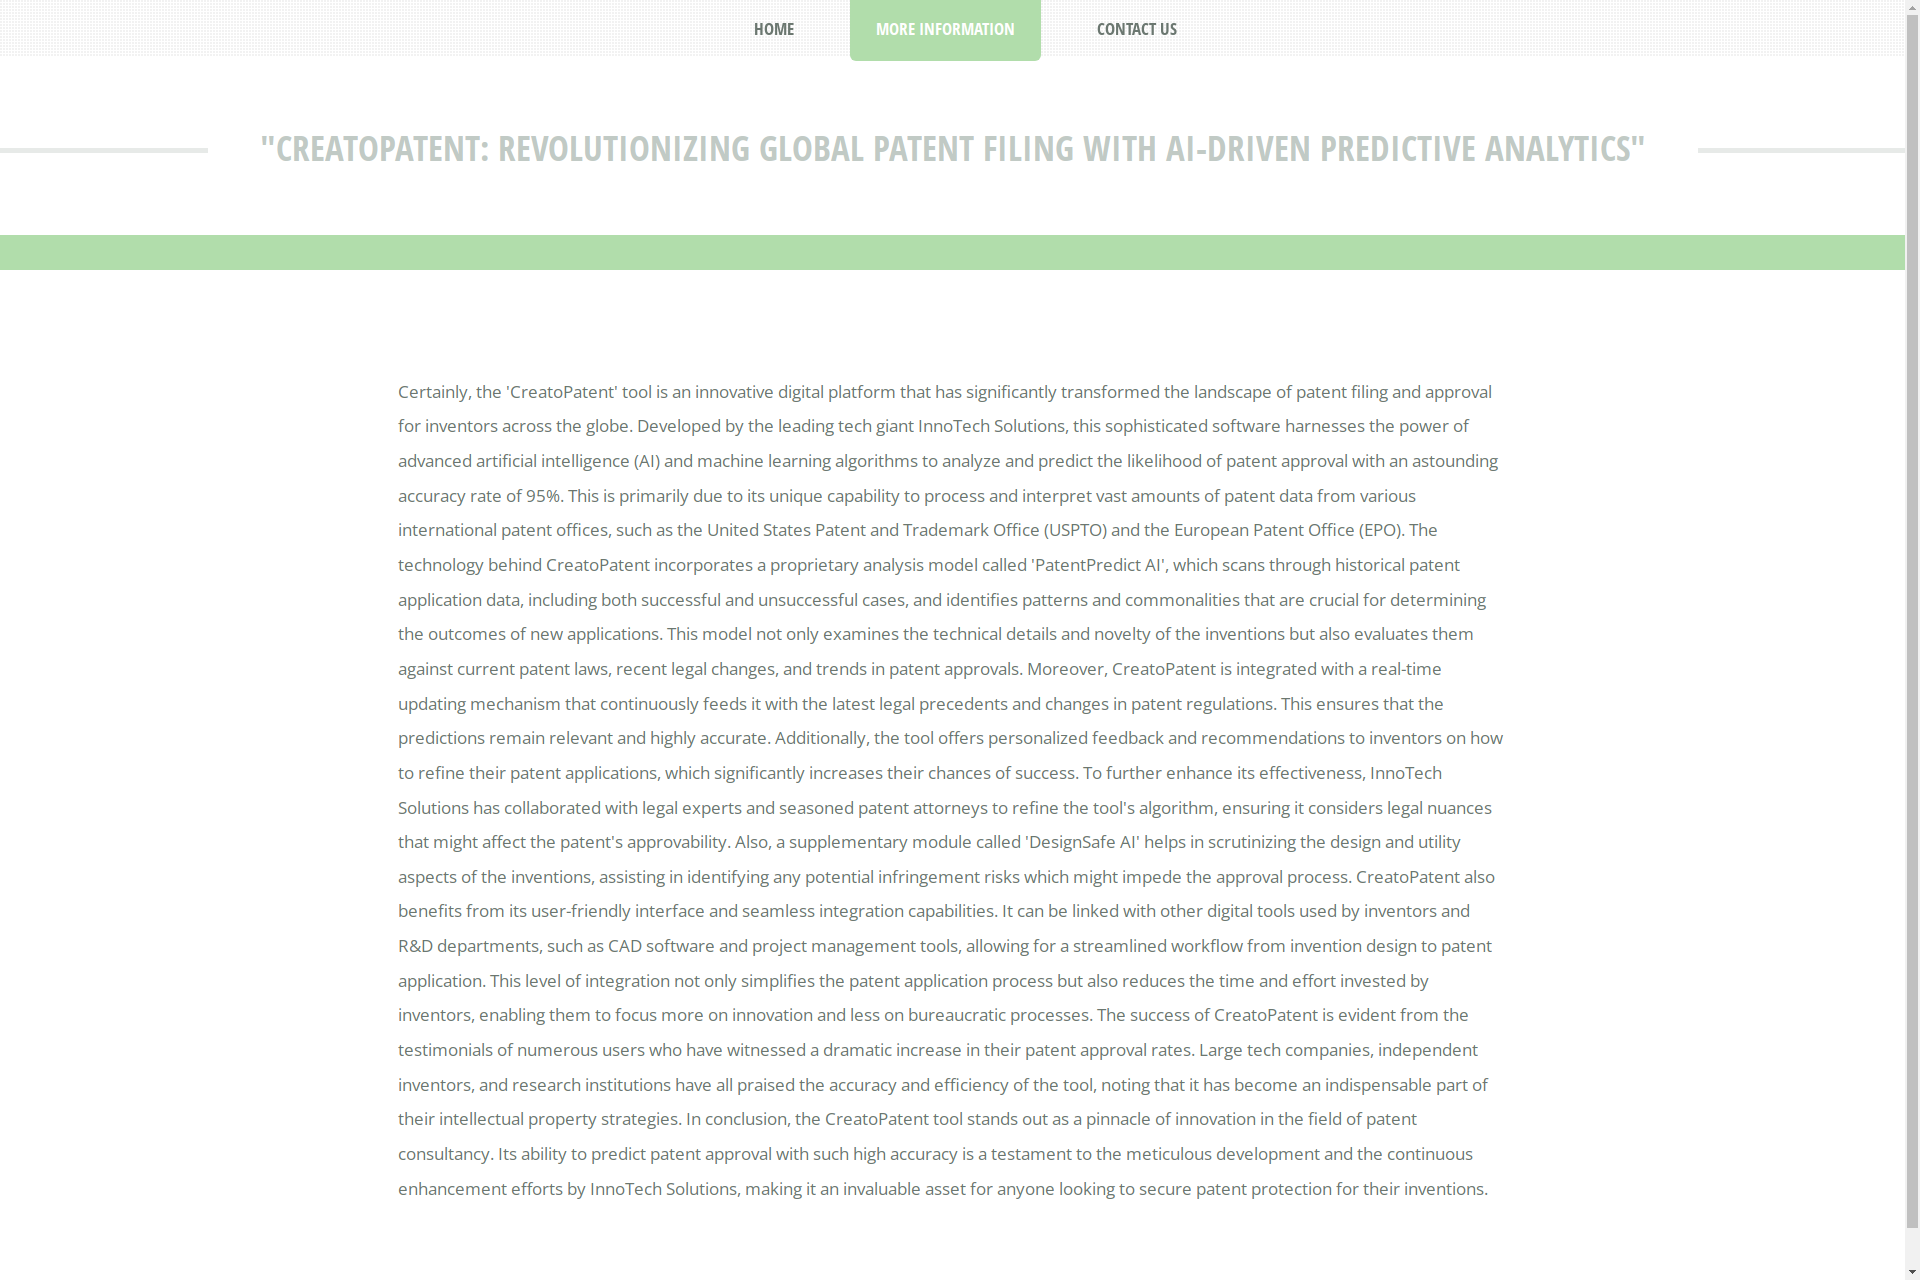 HOME
MORE INFORMATION
CONTACT US
"CREATOPATENT: REVOLUTIONIZING GLOBAL PATENT FILING WITH AI-DRIVEN PREDICTIVE ANALYTICS"
Certainly, the 'CreatoPatent' tool is an innovative digital platform that has significantly transformed the landscape of patent filing and approval
for inventors across the globe. Developed by the leading tech giant InnoTech Solutions, this sophisticated software harnesses the power of
advanced artificial intelligence (AI) and machine learning algorithms to analyze and predict the likelihood of patent approval with an astounding
accuracy rate of 95%. This is primarily due to its unique capability to process and interpret vast amounts of patent data from various
international patent offices, such as the United States Patent and Trademark Office (USPTO) and the European Patent Office (EPO). The
technology behind CreatoPatent incorporates a proprietary analysis model called 'PatentPredict AI', which scans through historical patent
application data, including both successful and unsuccessful cases, and identifies patterns and commonalities that are crucial for determining
the outcomes of new applications. This model not only examines the technical details and novelty of the inventions but also evaluates them
against current patent laws, recent legal changes, and trends in patent approvals. Moreover, CreatoPatent is integrated with a real-time
updating mechanism that continuously feeds it with the latest legal precedents and changes in patent regulations. This ensures that the
predictions remain relevant and highly accurate. Additionally, the tool offers personalized feedback and recommendations to inventors on how
to refine their patent applications, which significantly increases their chances of success. To further enhance its effectiveness, InnoTech
Solutions has collaborated with legal experts and seasoned patent attorneys to refine the tool's algorithm, ensuring it considers legal nuances
that might affect the patent's approvability. Also, a supplementary module called 'DesignSafe AI' helps in scrutinizing the design and utility
aspects of the inventions, assisting in identifying any potential infringement risks which might impede the approval process. CreatoPatent also
benefits from its user-friendly interface and seamless integration capabilities. It can be linked with other digital tools used by inventors and
R&D departments, such as CAD software and project management tools, allowing for a streamlined workflow from invention design to patent
application. This level of integration not only simplifies the patent application process but also reduces the time and effort invested by
inventors, enabling them to focus more on innovation and less on bureaucratic processes. The success of CreatoPatent is evident from the
testimonials of numerous users who have witnessed a dramatic increase in their patent approval rates. Large tech companies, independent
inventors, and research institutions have all praised the accuracy and efficiency of the tool, noting that it has become an indispensable part of
their intellectual property strategies. In conclusion, the CreatoPatent tool stands out as a pinnacle of innovation in the field of patent
consultancy. Its ability to predict patent approval with such high accuracy is a testament to the meticulous development and the continuous
enhancement efforts by InnoTech Solutions, making it an invaluable asset for anyone looking to secure patent protection for their inventions.